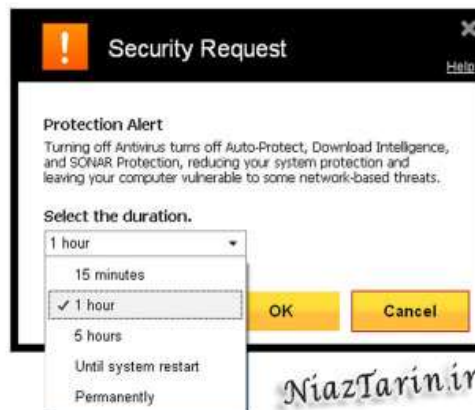 Security Request
Help
Protection Alert
Turning off Antivirus turns off Auto-Protect, Download Intelligence,
and SONAR Protection, reducing your system protection and
leaving your computer vulnerable to some network-based threats.
Select the duration.
1 hour
15 minutes
✓ 1 hour
5 hours
Until system restart
Permanently
OK
Cancel
NiazTarin.ir